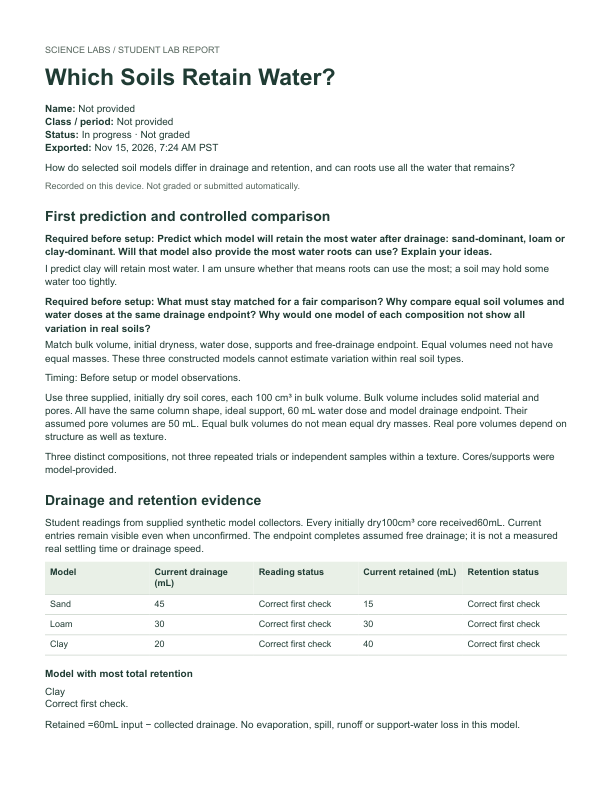 SCIENCE LABS / STUDENT LAB REPORT
Which Soils Retain Water?
Name: Not provided
Class / period: Not provided
Status: In progress · Not graded
Exported: Nov 15, 2026, 7:24 AM PST
How do selected soil models differ in drainage and retention, and can roots use all the water that remains?
Recorded on this device. Not graded or submitted automatically.
First prediction and controlled comparison
Required before setup: Predict which model will retain the most water after drainage: sand-dominant, loam or
clay-dominant. Will that model also provide the most water roots can use? Explain your ideas.
I predict clay will retain most water. I am unsure whether that means roots can use the most; a soil may hold some
water too tightly.
Required before setup: What must stay matched for a fair comparison? Why compare equal soil volumes and
water doses at the same drainage endpoint? Why would one model of each composition not show all
variation in real soils?
Match bulk volume, initial dryness, water dose, supports and free-drainage endpoint. Equal volumes need not have
equal masses. These three constructed models cannot estimate variation within real soil types.
Timing: Before setup or model observations.
Use three supplied, initially dry soil cores, each 100 cm³ in bulk volume. Bulk volume includes solid material and
pores. All have the same column shape, ideal support, 60 mL water dose and model drainage endpoint. Their
assumed pore volumes are 50 mL. Equal bulk volumes do not mean equal dry masses. Real pore volumes depend on
structure as well as texture.
Three distinct compositions, not three repeated trials or independent samples within a texture. Cores/supports were
model-provided.
Drainage and retention evidence
Student readings from supplied synthetic model collectors. Every initially dry100cm³ core received60mL. Current
entries remain visible even when unconfirmed. The endpoint completes assumed free drainage; it is not a measured
real settling time or drainage speed.
Model Current drainage (mL) Reading status Current retained (mL) Retention status
Sand 45 Correct first check 15 Correct first check
Loam 30 Correct first check 30 Correct first check
Clay 20 Correct first check 40 Correct first check
Model with most total retention
Clay
Correct first check.
Retained =60mL input − collected drainage. No evaporation, spill, runoff or support-water loss in this model.